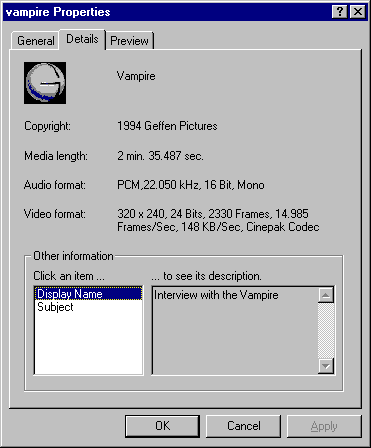 vampire Properties
General Details Preview
Vampire
Copyright: 1994 Geffen Pictures
Media length: 2 min. 35.487 sec.
Audio format: PCM,22.050 kHz, 16 Bit, Mono
Video format: 320 x 240, 24 Bits, 2330 Frames, 14.985
Frames/Sec, 148 KB/Sec, Cinepak Codec
Other information
Click an item ... ... to see its description.
Display Name Interview with the Vampire
Subject
OK Cancel Apply